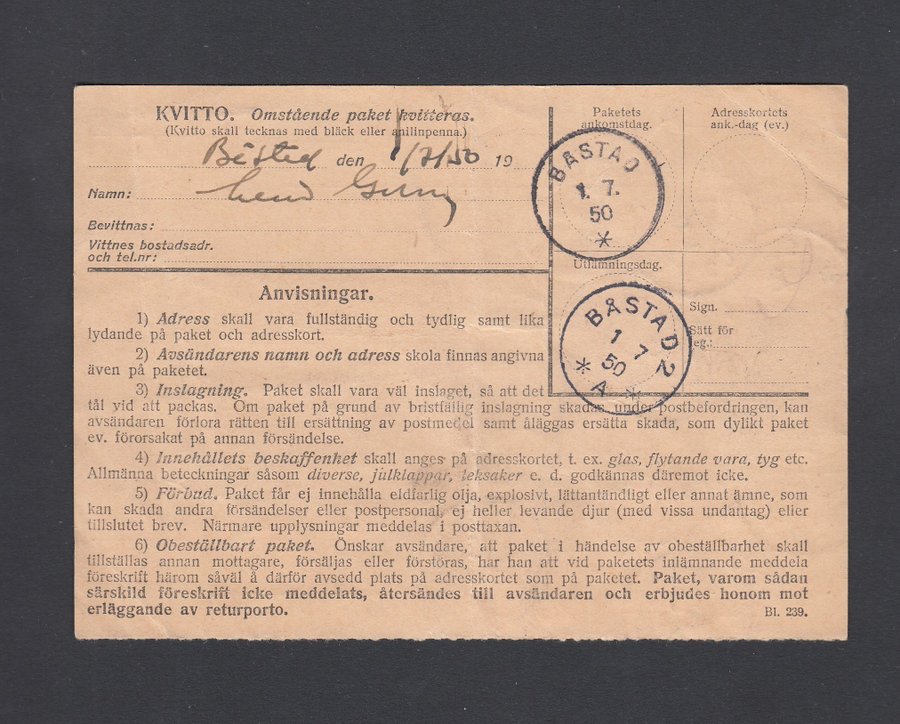 KVITTO. Omstående paket kvitteras.
(Kvitto skall tecknas med bläck eller anilinpenna.)
Båstad den 1/7/50 19
Namn:
Bevittnas:
Vittnes bostadsadr.
och tel.nr:
Paketets
ankomstdag.
Adresskortets
ank.-dag (ev.)
BÅSTAD
1. 7.
50
*
Utlämningsdag.
BÅSTAD 2
1 7
50
* A *
Sign.
Sätt för
leg.:
Anvisningar.
1) Adress skall vara fullständig och tydlig samt lika
lydande på paket och adresskort.
2) Avsändarens namn och adress skola finnas angivna
även på paketet.
3) Inslagning. Paket skall vara väl inslaget, så att det
tål vid att packas. Om paket på grund av bristfällig inslagning skadas under postbefordringen, kan
avsändaren förlora rätten till ersättning av postmedel samt åläggas ersätta skada, som dylikt paket
ev. förorsakat på annan försändelse.
4) Innehållets beskaffenhet skall anges på adresskortet, t. ex. glas, flytande vara, tyg etc.
Allmänna beteckningar såsom diverse, julklappar, leksaker e. d. godkännas däremot icke.
5) Förbud. Paket får ej innehålla eldfarlig olja, explosivt, lättantändligt eller annat ämne, som
kan skada andra försändelser eller postpersonal, ej heller levande djur (med vissa undantag) eller
tillslutet brev. Närmare upplysningar meddelas i posttaxan.
6) Obeställbart paket. Önskar avsändare, att paket i händelse av obeställbarhet skall
tillställas annan mottagare, försäljas eller förstöras, har han att vid paketets inlämnande meddela
föreskrift härom såväl å därför avsedd plats på adresskortet som på paketet. Paket, varom sådan
särskild föreskrift icke meddelats, återsändes till avsändaren och erbjudes honom mot
erläggande av returporto.
Bl. 239.